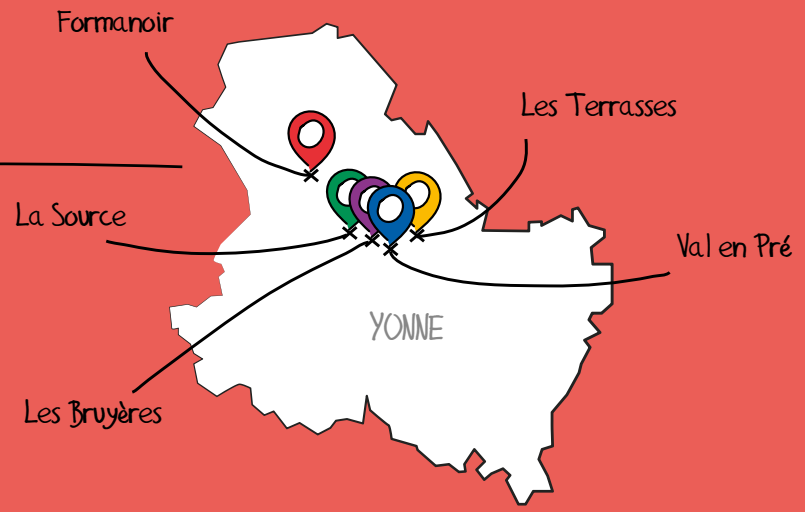 Formanoir
Les Terrasses
La Source
Val en Pré
YONNE
Les Bruyères